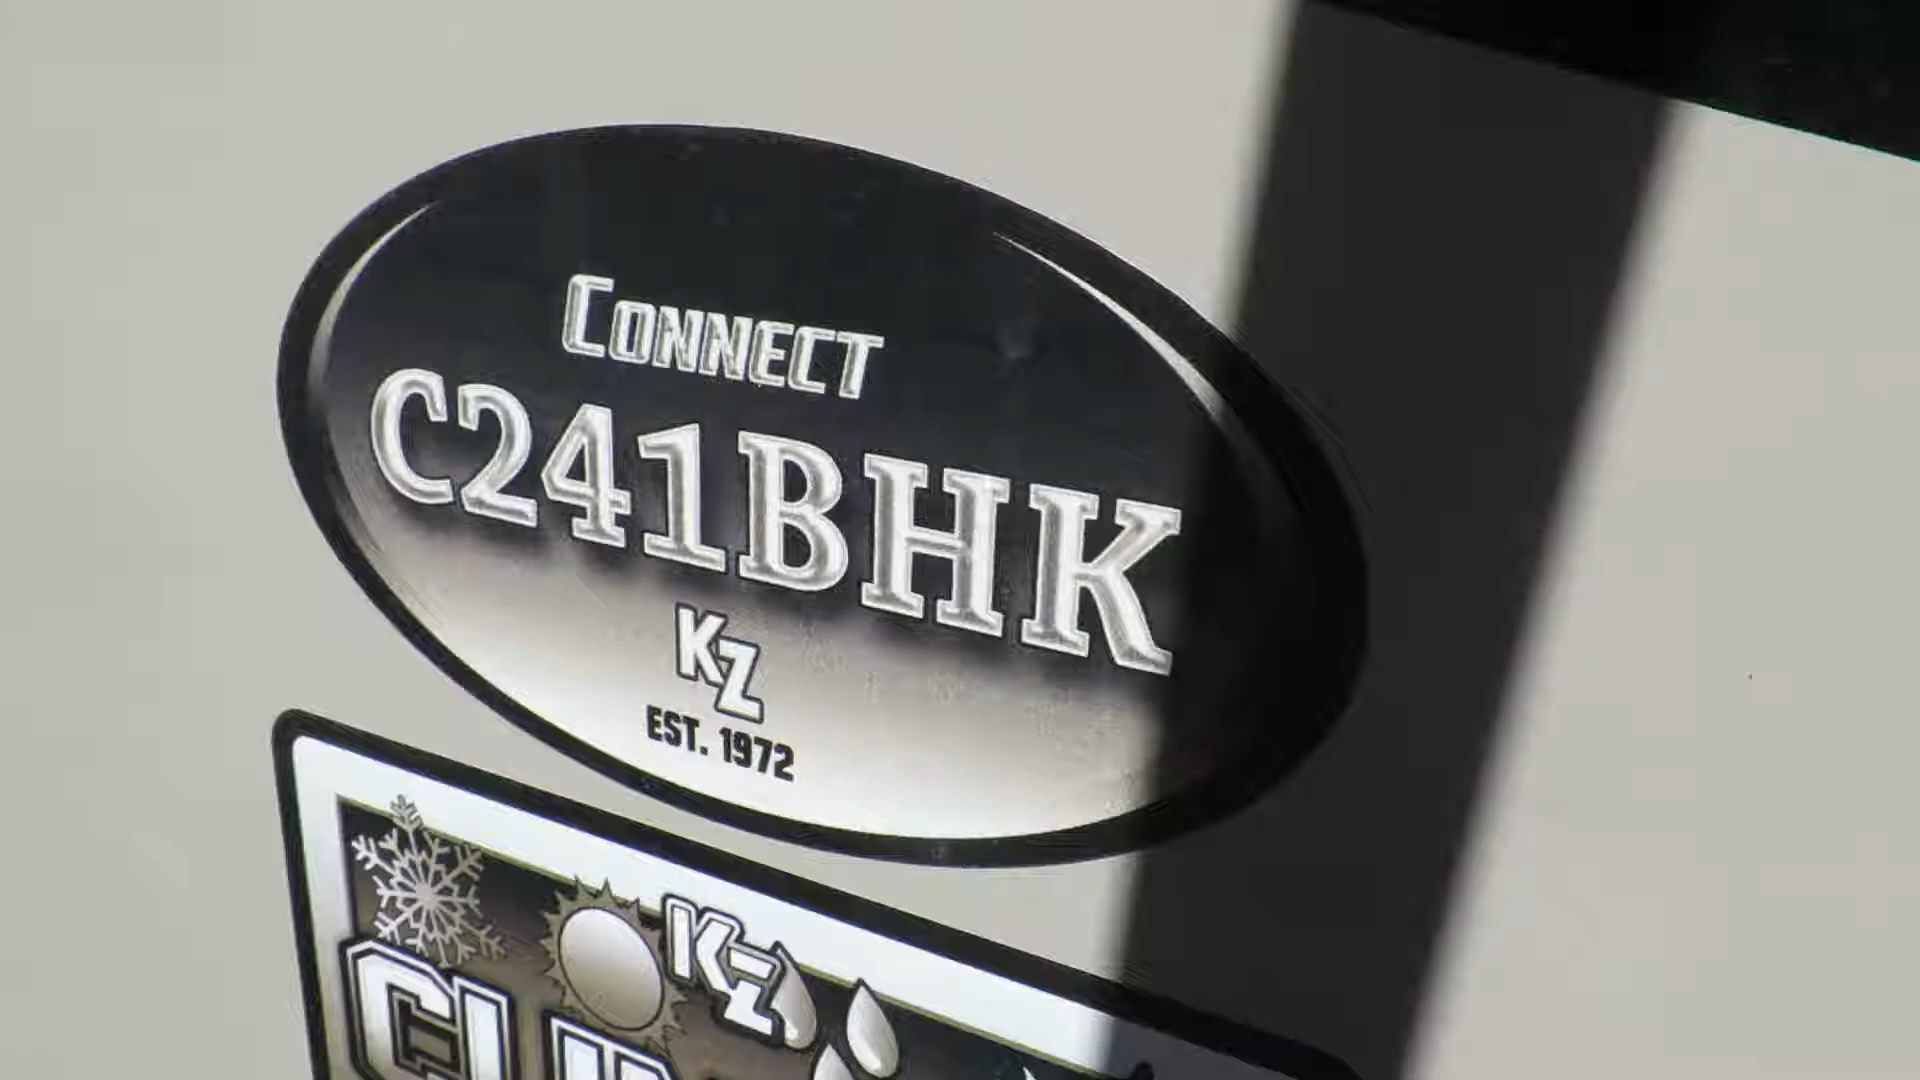 CONNECT
C241BHK
KZ
EST. 1972
KZ